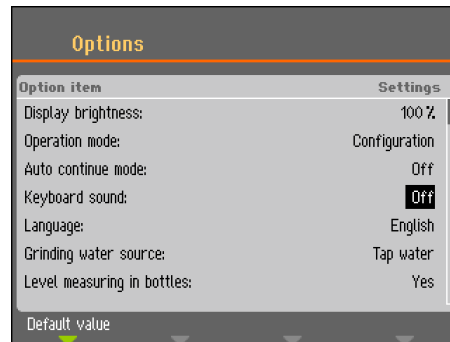 Options
Option item Settings
Display brightness: 100 %
Operation mode: Configuration
Auto continue mode: Off
Keyboard sound: Off
Language: English
Grinding water source: Tap water
Level measuring in bottles: Yes
Default value